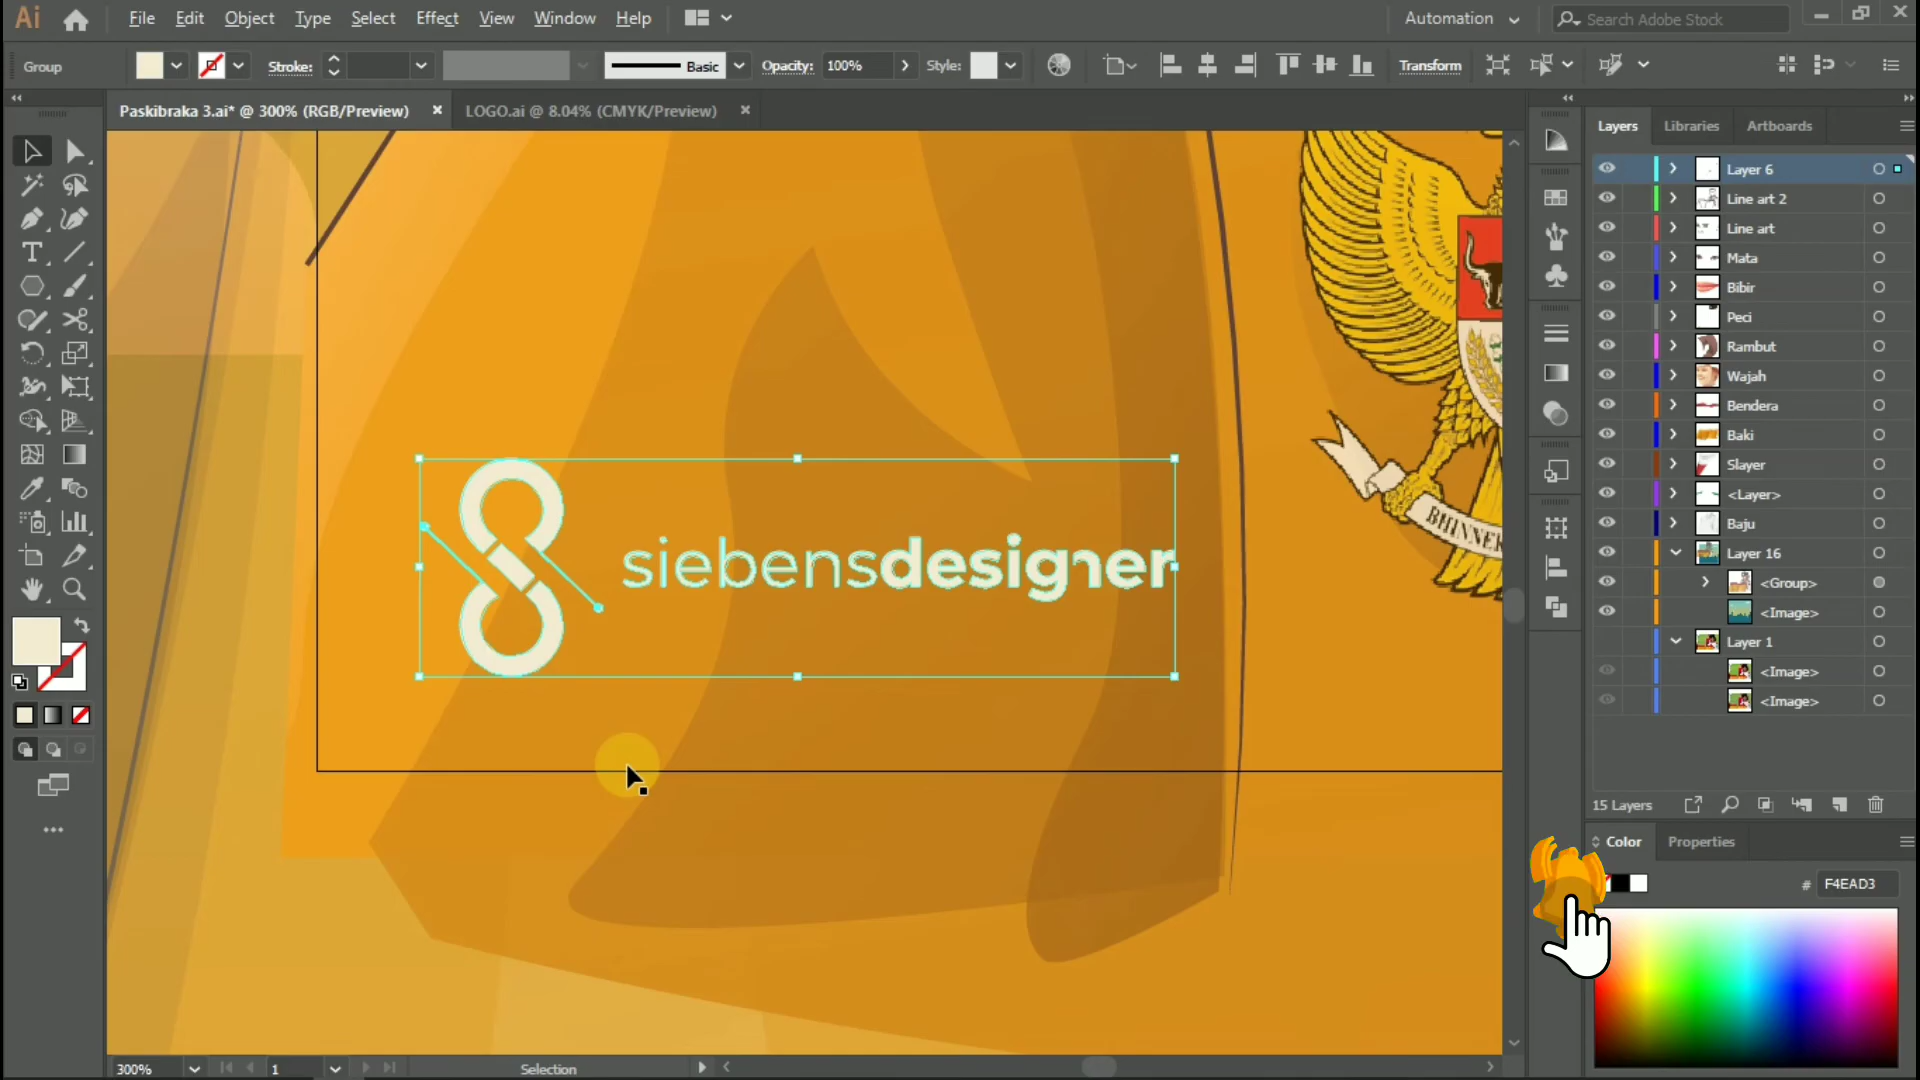 Ai File Edit Object Type Select Effect View Window Help Automation Search Adobe Stock
Group Stroke: Basic Opacity: 100% Style: Transform
Paskibraka 3.ai* @ 300% (RGB/Preview) LOGO.ai @ 8.04% (CMYK/Preview)
Layers Libraries Artboards
Layer 6
Line art 2
Line art
Mata
Bibir
Peci
Rambut
Wajah
Bendera
Baki
Slayer
<Layer>
Baju
Layer 16
<Group>
<Image>
Layer 1
<Image>
<Image>
15 Layers
siebensdesigner
Color Properties
# F4EAD3
300% 1 Selection